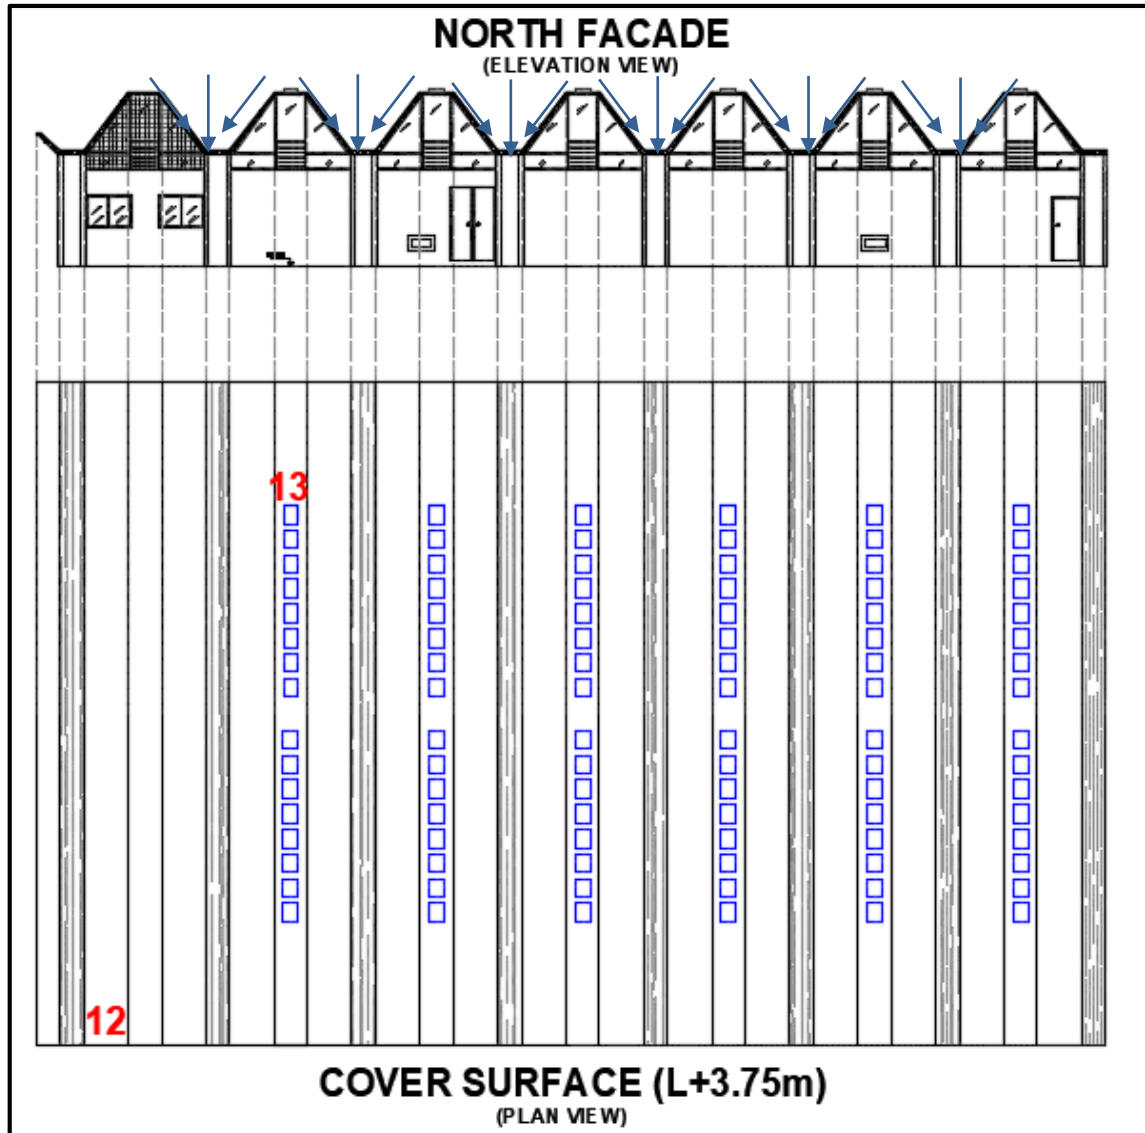 NORTH FACADE
(ELEVATION VIEW)
13
12
COVER SURFACE (L+3.75m)
(PLAN VIEW)